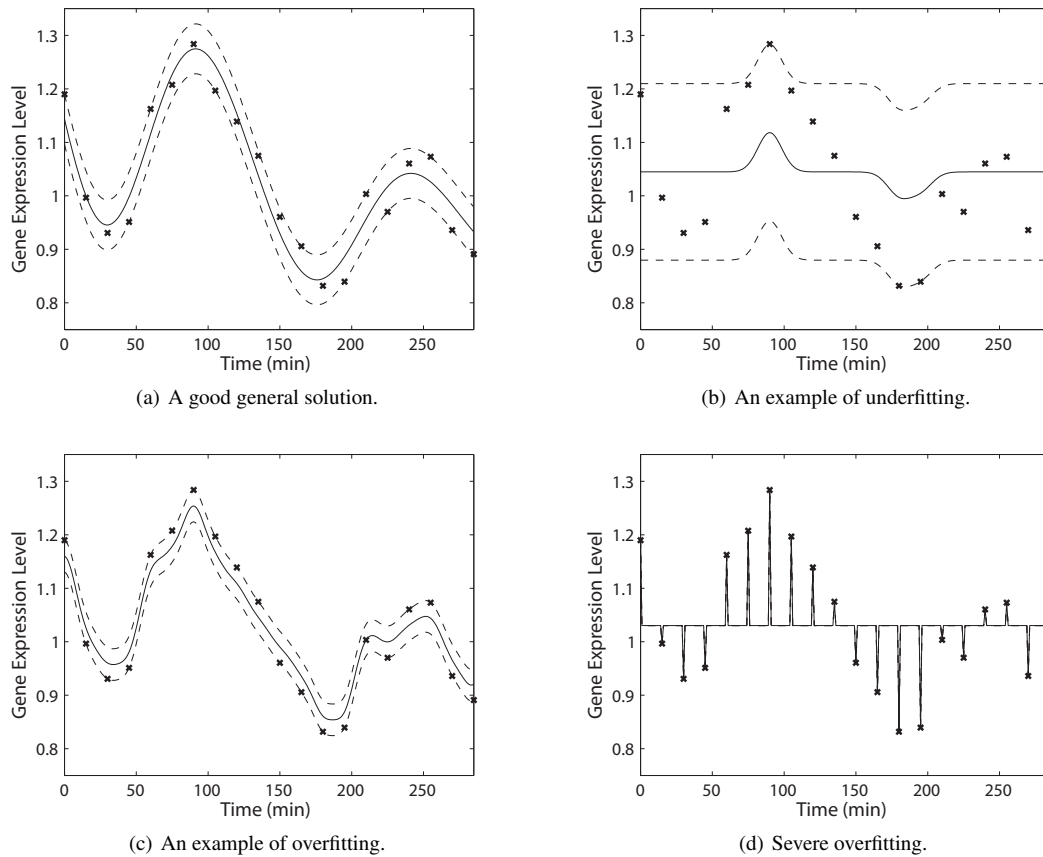 1.3
1.2
1.1
1
0.9
0.8
Gene Expression Level
0 50 100 150 200 250
Time (min)
(a) A good general solution.
1.3
1.2
1.1
1
0.9
0.8
Gene Expression Level
0 50 100 150 200 250
Time (min)
(b) An example of underfitting.
1.3
1.2
1.1
1
0.9
0.8
Gene Expression Level
0 50 100 150 200 250
Time (min)
(c) An example of overfitting.
1.3
1.2
1.1
1
0.9
0.8
Gene Expression Level
0 50 100 150 200 250
Time (min)
(d) Severe overfitting.